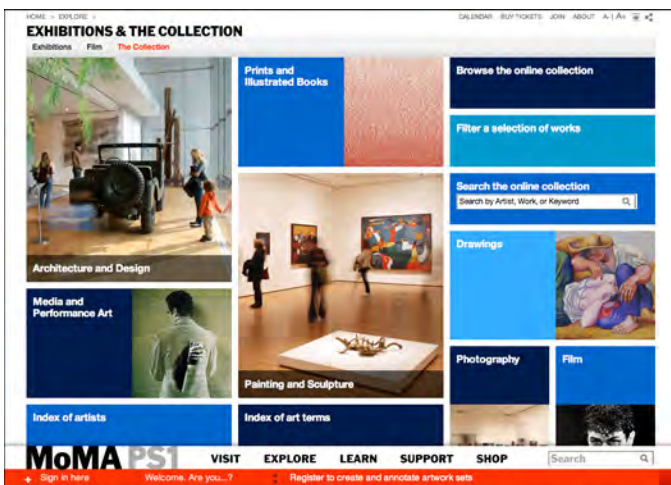 HOME > EXPLORE >
CALENDAR BUY TICKETS JOIN ABOUT A- | A+
EXHIBITIONS & THE COLLECTION
Exhibitions Film The Collection
Prints and
Illustrated Books
Browse the online collection
Filter a selection of works
Search the online collection
Search by Artist, Work, or Keyword
Drawings
Architecture and Design
Media and
Performance Art
Painting and Sculpture
Photography
Film
Index of artists
Index of art terms
MoMA PS1
VISIT EXPLORE LEARN SUPPORT SHOP
Search
+ Sign in here
Welcome. Are you...?
Register to create and annotate artwork sets